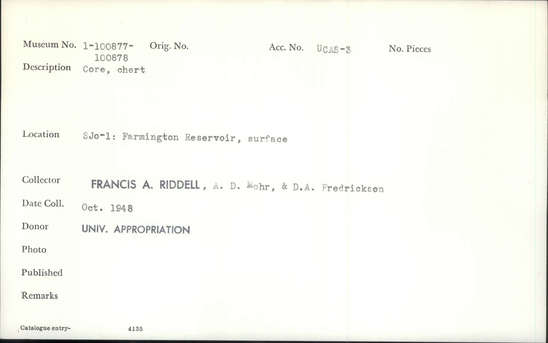 Museum No. 1-100877- Orig. No. Acc. No. UCAS-3 No. Pieces
100878
Description Core, chert
Location SJo-1: Farmington Reservoir, surface
Collector FRANCIS A. RIDDELL, A. D. Mohr, & D.A. Fredrickson
Date Coll. Oct. 1948
Donor UNIV. APPROPRIATION
Photo
Published
Remarks
Catalogue entry- 4135